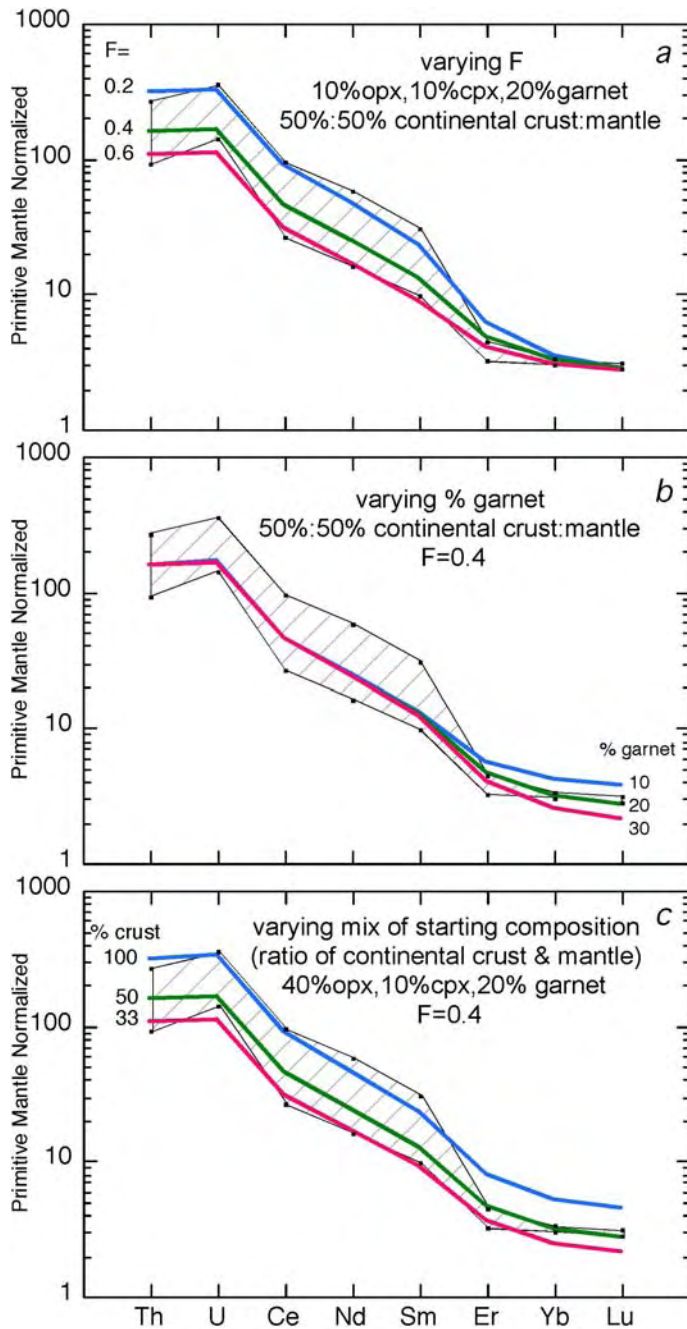 1000
F=
a
varying F
0.2
10%opx,10%cpx,20%garnet
50%:50% continental crust:mantle
0.4
100
0.6
Primitive Mantle Normalized
10
1
1000
b
varying % garnet
50%:50% continental crust:mantle
F=0.4
100
Primitive Mantle Normalized
10
% garnet
10
20
30
1
1000
c
% crust
varying mix of starting composition
100
(ratio of continental crust & mantle)
40%opx,10%cpx,20% garnet
50
F=0.4
33
100
Primitive Mantle Normalized
10
1
Th U Ce Nd Sm Er Yb Lu